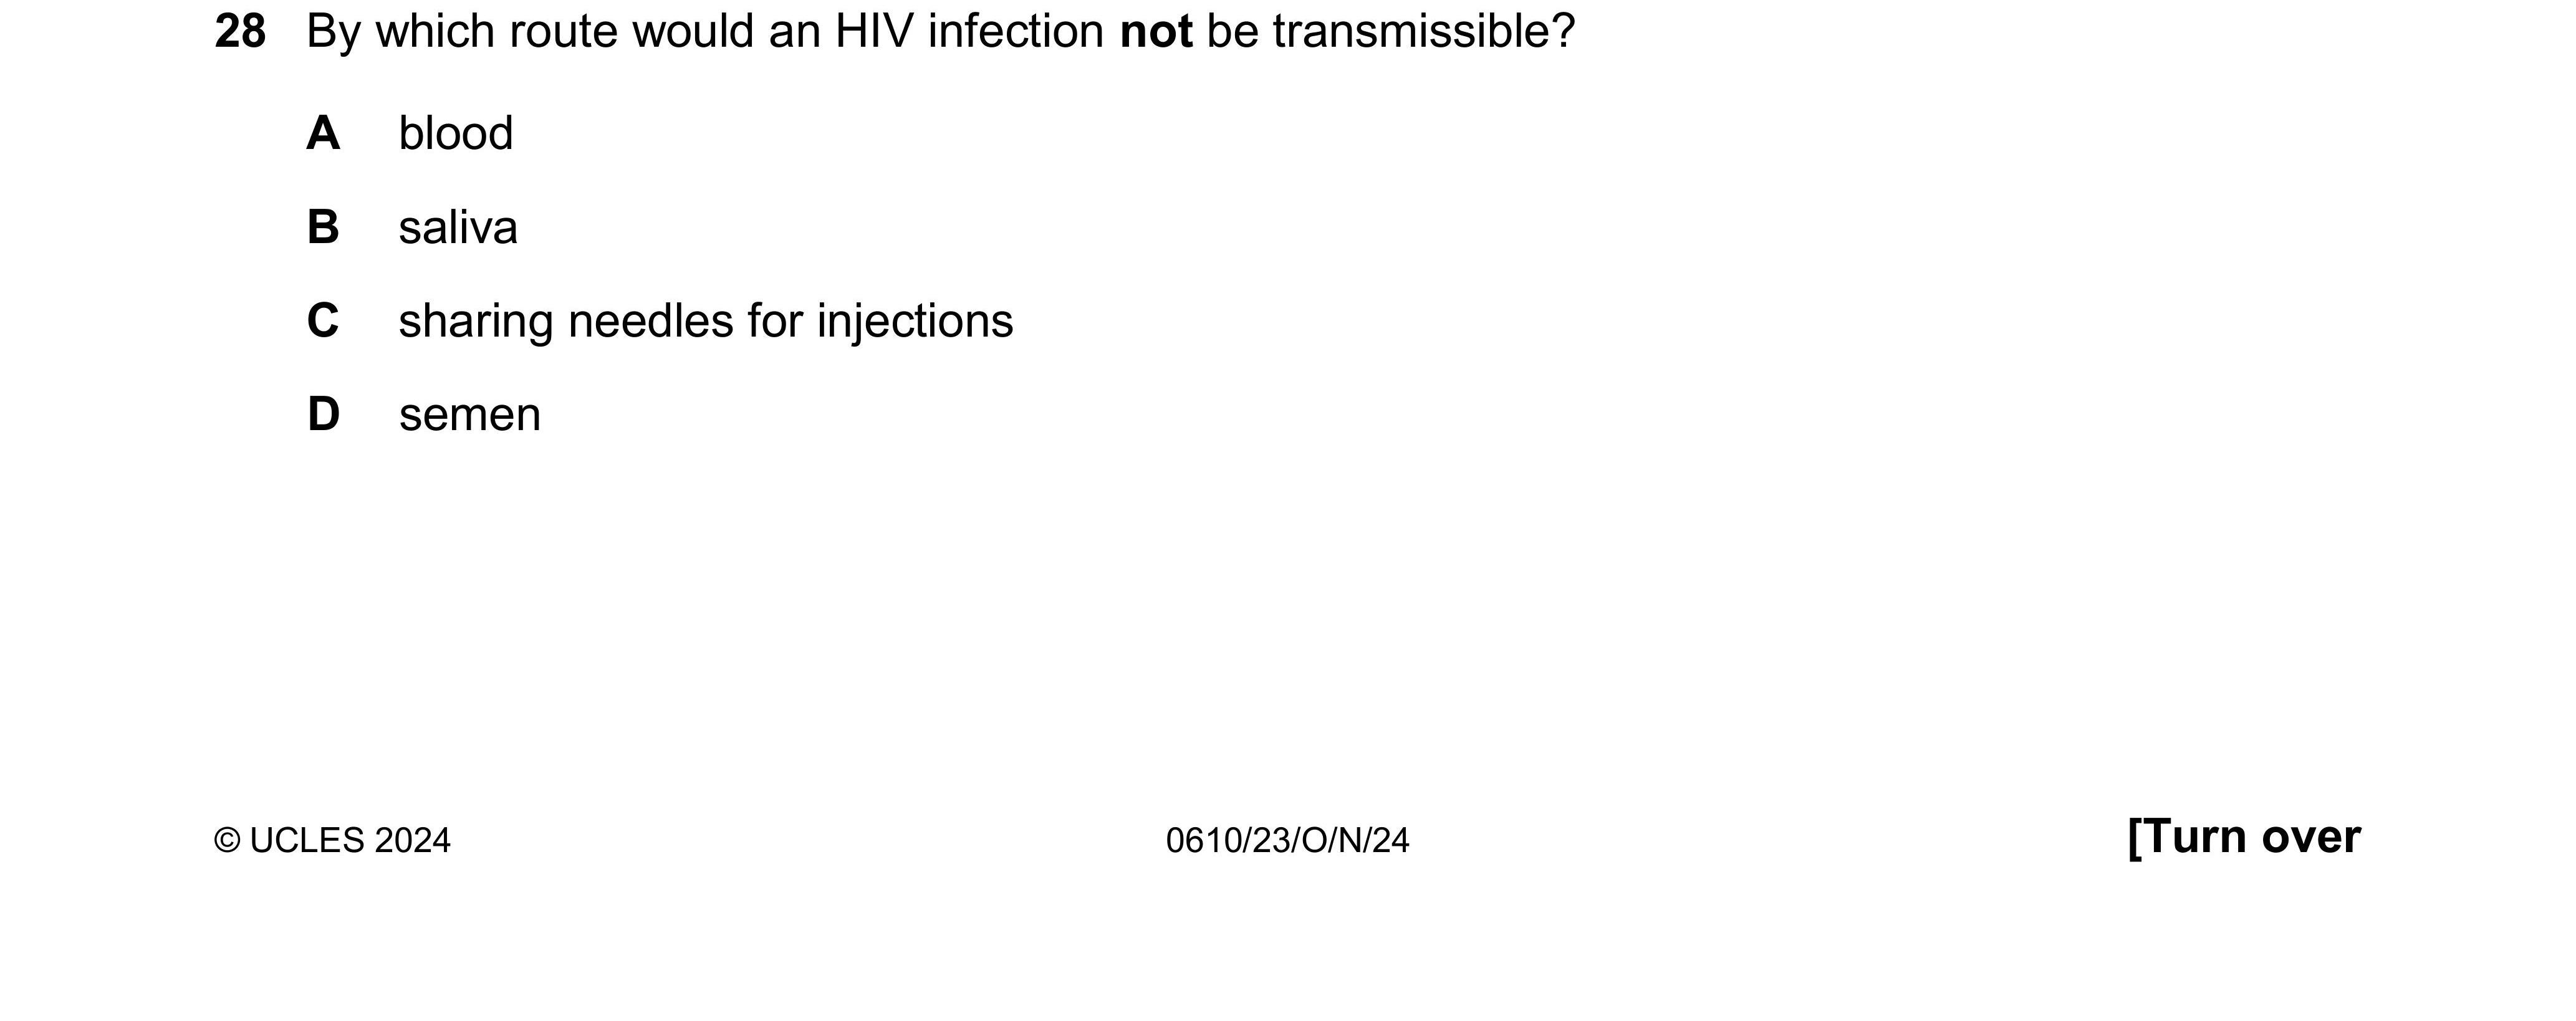 28 By which route would an HIV infection not be transmissible?
A blood
B saliva
C sharing needles for injections
D semen
© UCLES 2024 0610/23/O/N/24 [Turn over